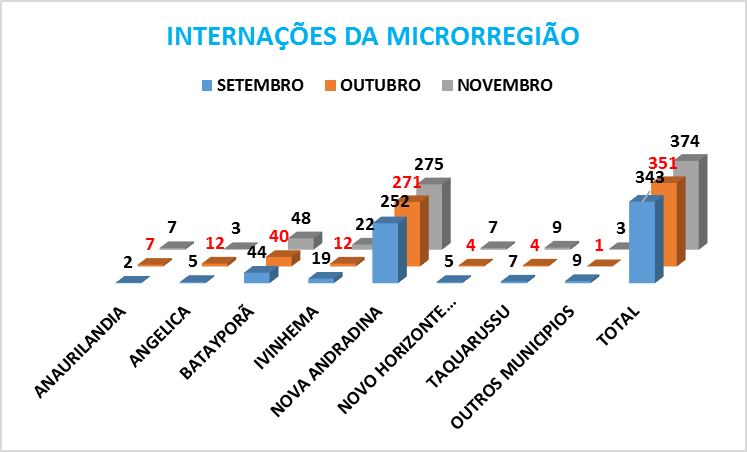 INTERNAÇÕES DA MICRORREGIÃO
SETEMBRO OUTUBRO NOVEMBRO
7 3 48 22 275 7 9 3 374
7 12 40 12 271 4 4 1 351
2 5 44 19 252 5 7 9 343
ANAURILANDIA
ANGELICA
BATAYPORÃ
IVINHEMA
NOVA ANDRADINA
NOVO HORIZONTE...
TAQUARUSSU
OUTROS MUNICIPIOS
TOTAL